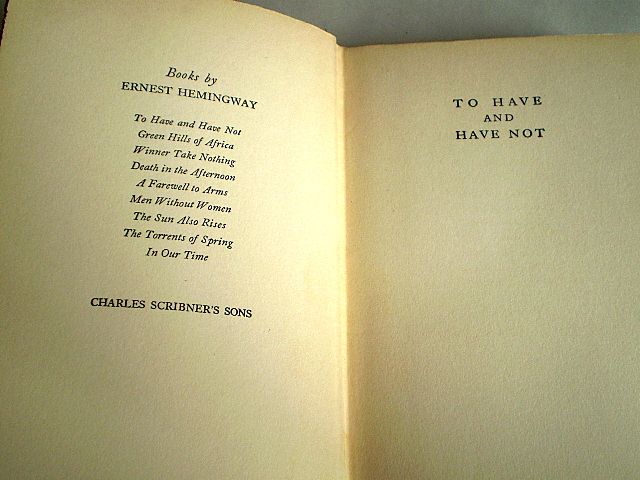 Books by
ERNEST HEMINGWAY
To Have and Have Not
Green Hills of Africa
Winner Take Nothing
Death in the Afternoon
A Farewell to Arms
Men Without Women
The Sun Also Rises
The Torrents of Spring
In Our Time
CHARLES SCRIBNER'S SONS
TO HAVE
AND
HAVE NOT